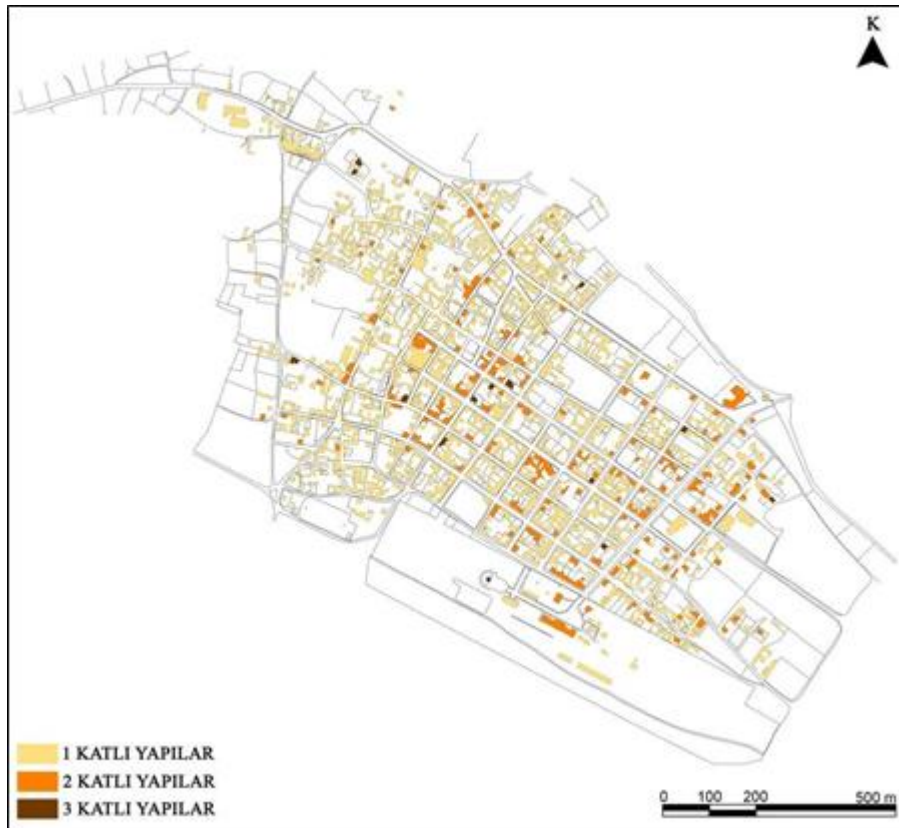 K
1 KATLI YAPILAR
2 KATLI YAPILAR
3 KATLI YAPILAR
0 100 200 500 m